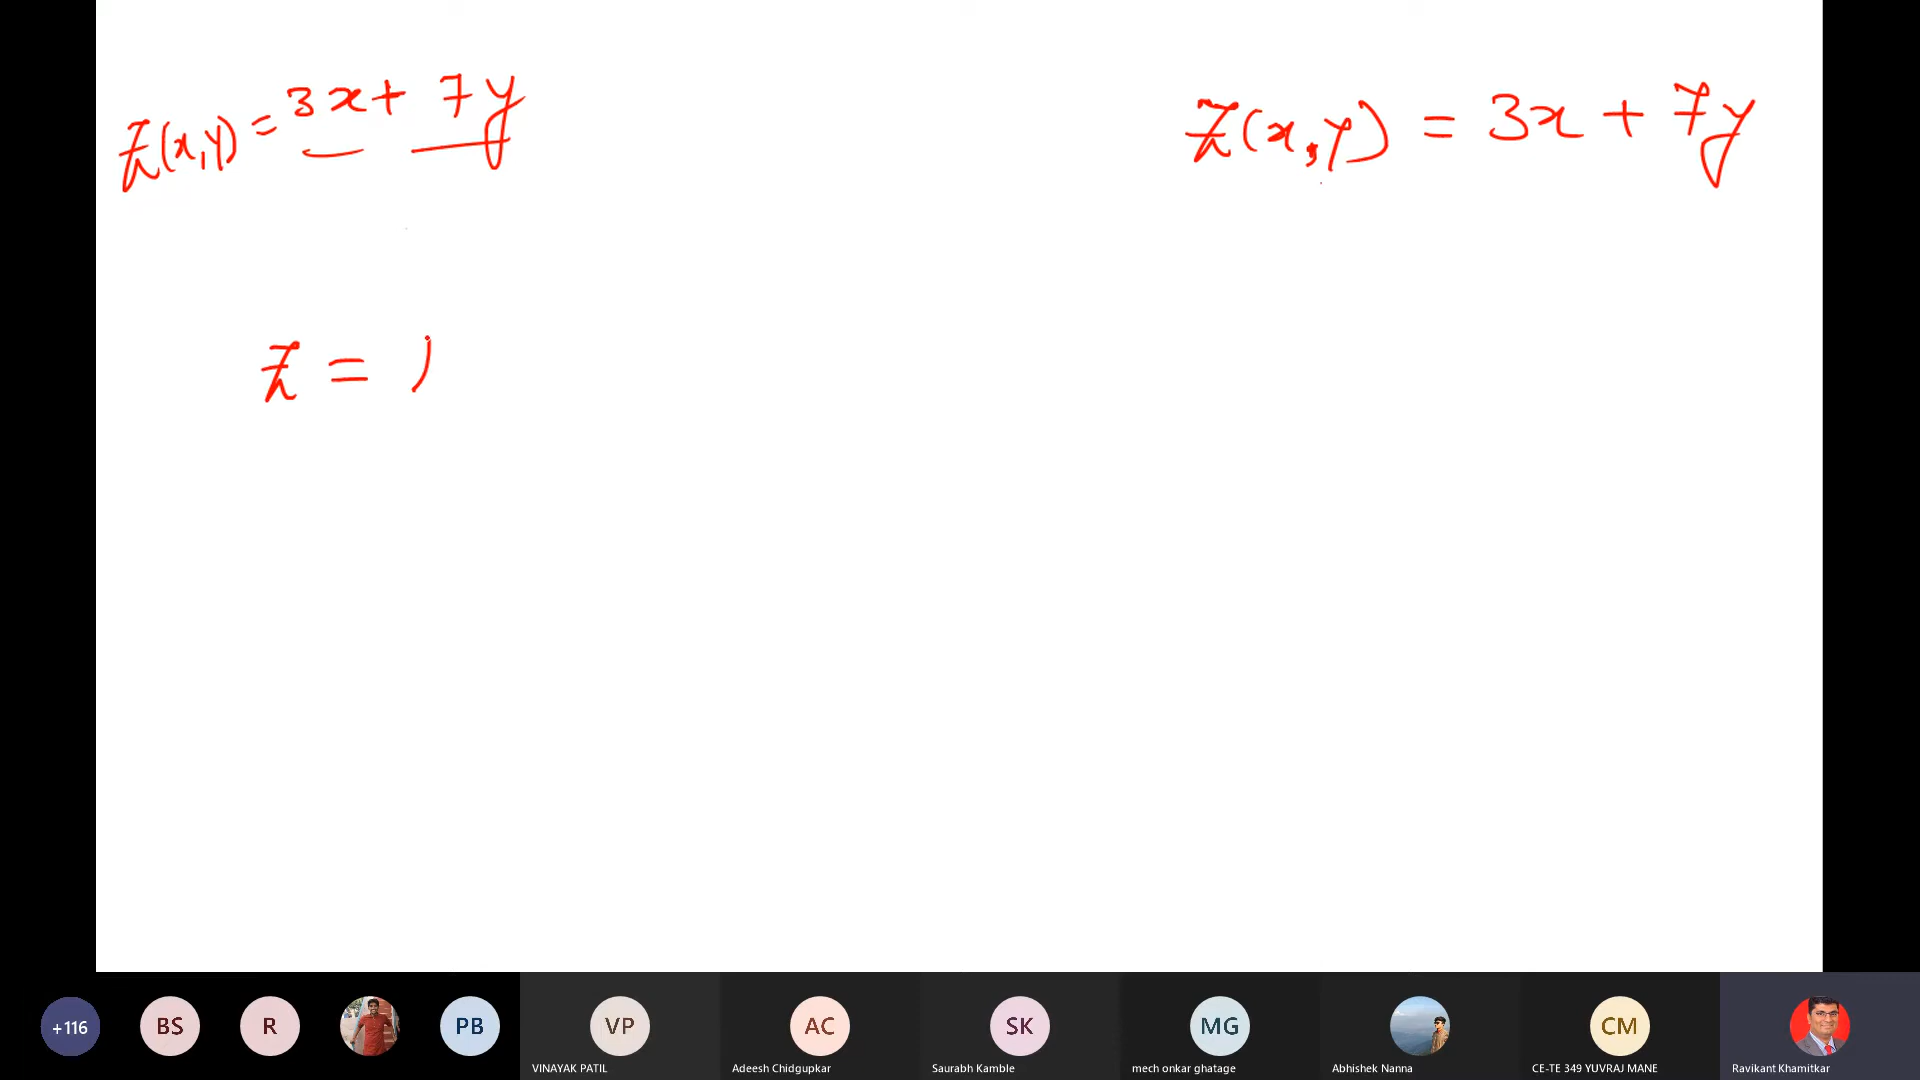 z(x,y) = 3x + 7y
z(x,y) = 3x + 7y
z =
+116
BS
R
PB
VP
VINAYAK PATIL
AC
Adeesh Chidgupkar
SK
Saurabh Kamble
MG
mech onkar ghatage
Abhishek Nanna
CM
CE-TE 349 YUVRAJ MANE
Ravikant Khamitkar